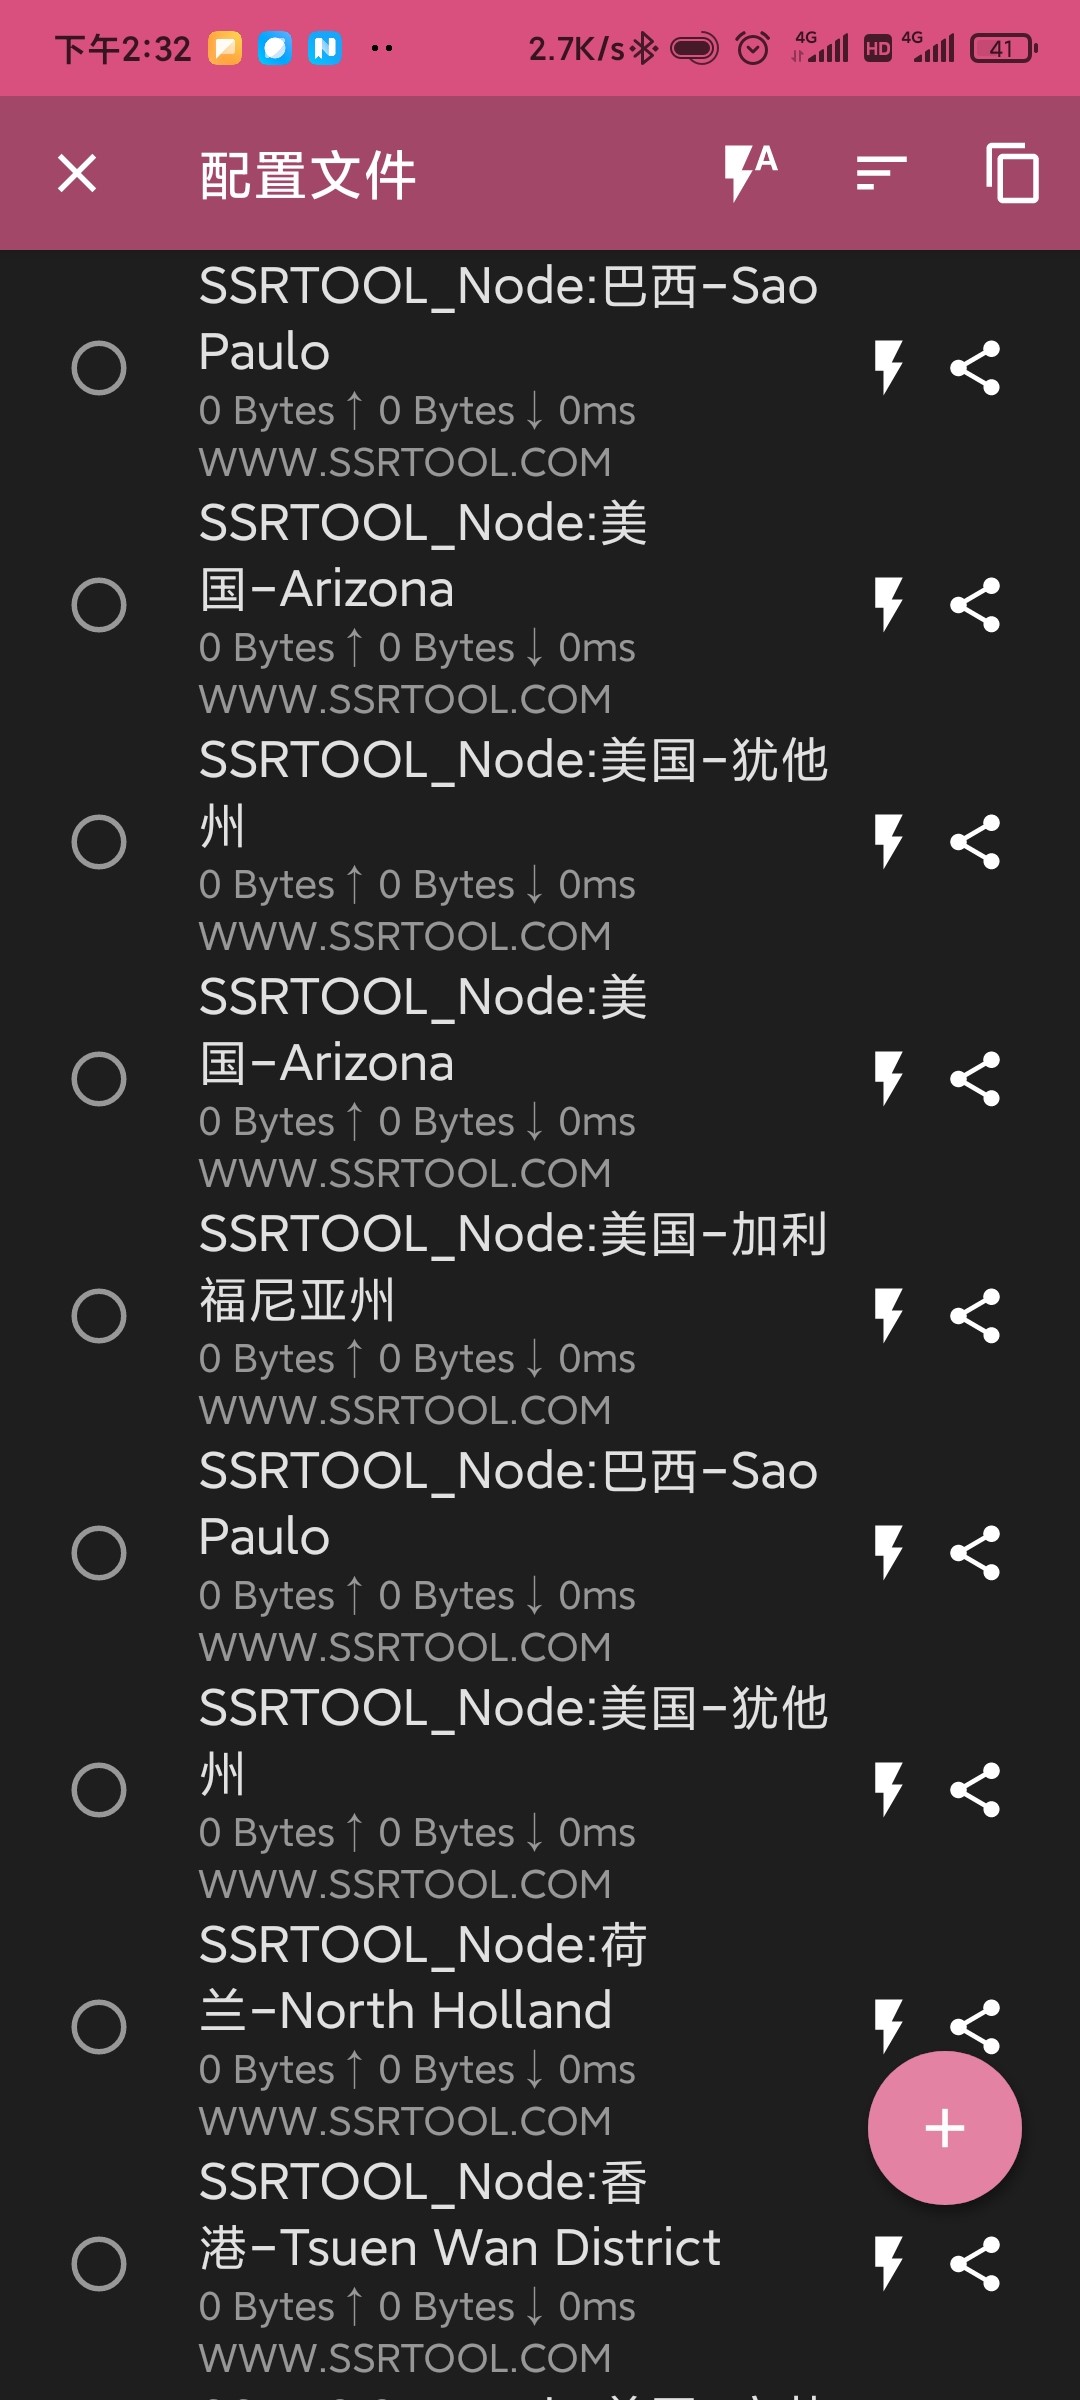 下午2:32
2.7K/s
4G
HD
4G
41
配置文件
A
SSRTOOL_Node:巴西-Sao
Paulo
0 Bytes↑ 0 Bytes↓ 0ms
WWW.SSRTOOL.COM
SSRTOOL_Node:美
国-Arizona
0 Bytes↑ 0 Bytes↓ 0ms
WWW.SSRTOOL.COM
SSRTOOL_Node:美国-犹他
州
0 Bytes↑ 0 Bytes↓ 0ms
WWW.SSRTOOL.COM
SSRTOOL_Node:美
国-Arizona
0 Bytes↑ 0 Bytes↓ 0ms
WWW.SSRTOOL.COM
SSRTOOL_Node:美国-加利
福尼亚州
0 Bytes↑ 0 Bytes↓ 0ms
WWW.SSRTOOL.COM
SSRTOOL_Node:巴西-Sao
Paulo
0 Bytes↑ 0 Bytes↓ 0ms
WWW.SSRTOOL.COM
SSRTOOL_Node:美国-犹他
州
0 Bytes↑ 0 Bytes↓ 0ms
WWW.SSRTOOL.COM
SSRTOOL_Node:荷
兰-North Holland
0 Bytes↑ 0 Bytes↓ 0ms
WWW.SSRTOOL.COM
SSRTOOL_Node:香
港-Tsuen Wan District
0 Bytes↑ 0 Bytes↓ 0ms
WWW.SSRTOOL.COM